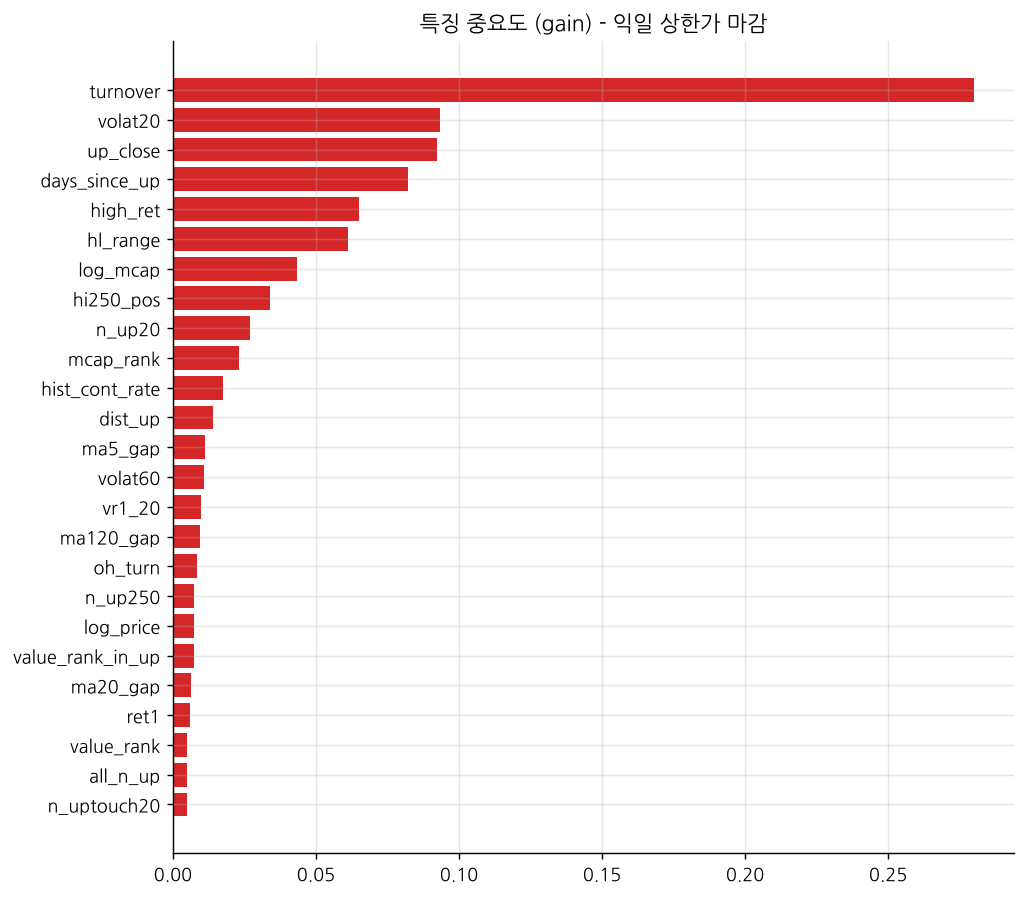 특징 중요도 (gain) - 익일 상한가 마감
turnover
volat20
up_close
days_since_up
high_ret
hl_range
log_mcap
hi250_pos
n_up20
mcap_rank
hist_cont_rate
dist_up
ma5_gap
volat60
vr1_20
ma120_gap
oh_turn
n_up250
log_price
value_rank_in_up
ma20_gap
ret1
value_rank
all_n_up
n_uptouch20
0.00 0.05 0.10 0.15 0.20 0.25